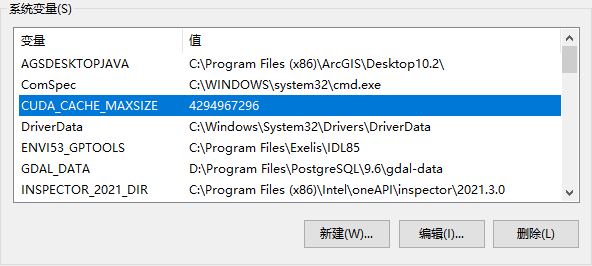 系统变量(S)
变量 值
AGSDESKTOPJAVA C:\Program Files (x86)\ArcGIS\Desktop10.2\
ComSpec C:\WINDOWS\system32\cmd.exe
CUDA_CACHE_MAXSIZE 4294967296
DriverData C:\Windows\System32\Drivers\DriverData
ENVI53_GPTOOLS C:\Program Files\Exelis\IDL85
GDAL_DATA D:\Program Files\PostgreSQL\9.6\gdal-data
INSPECTOR_2021_DIR C:\Program Files (x86)\Intel\oneAPI\inspector\2021.3.0
新建(W)... 编辑(I)... 删除(L)